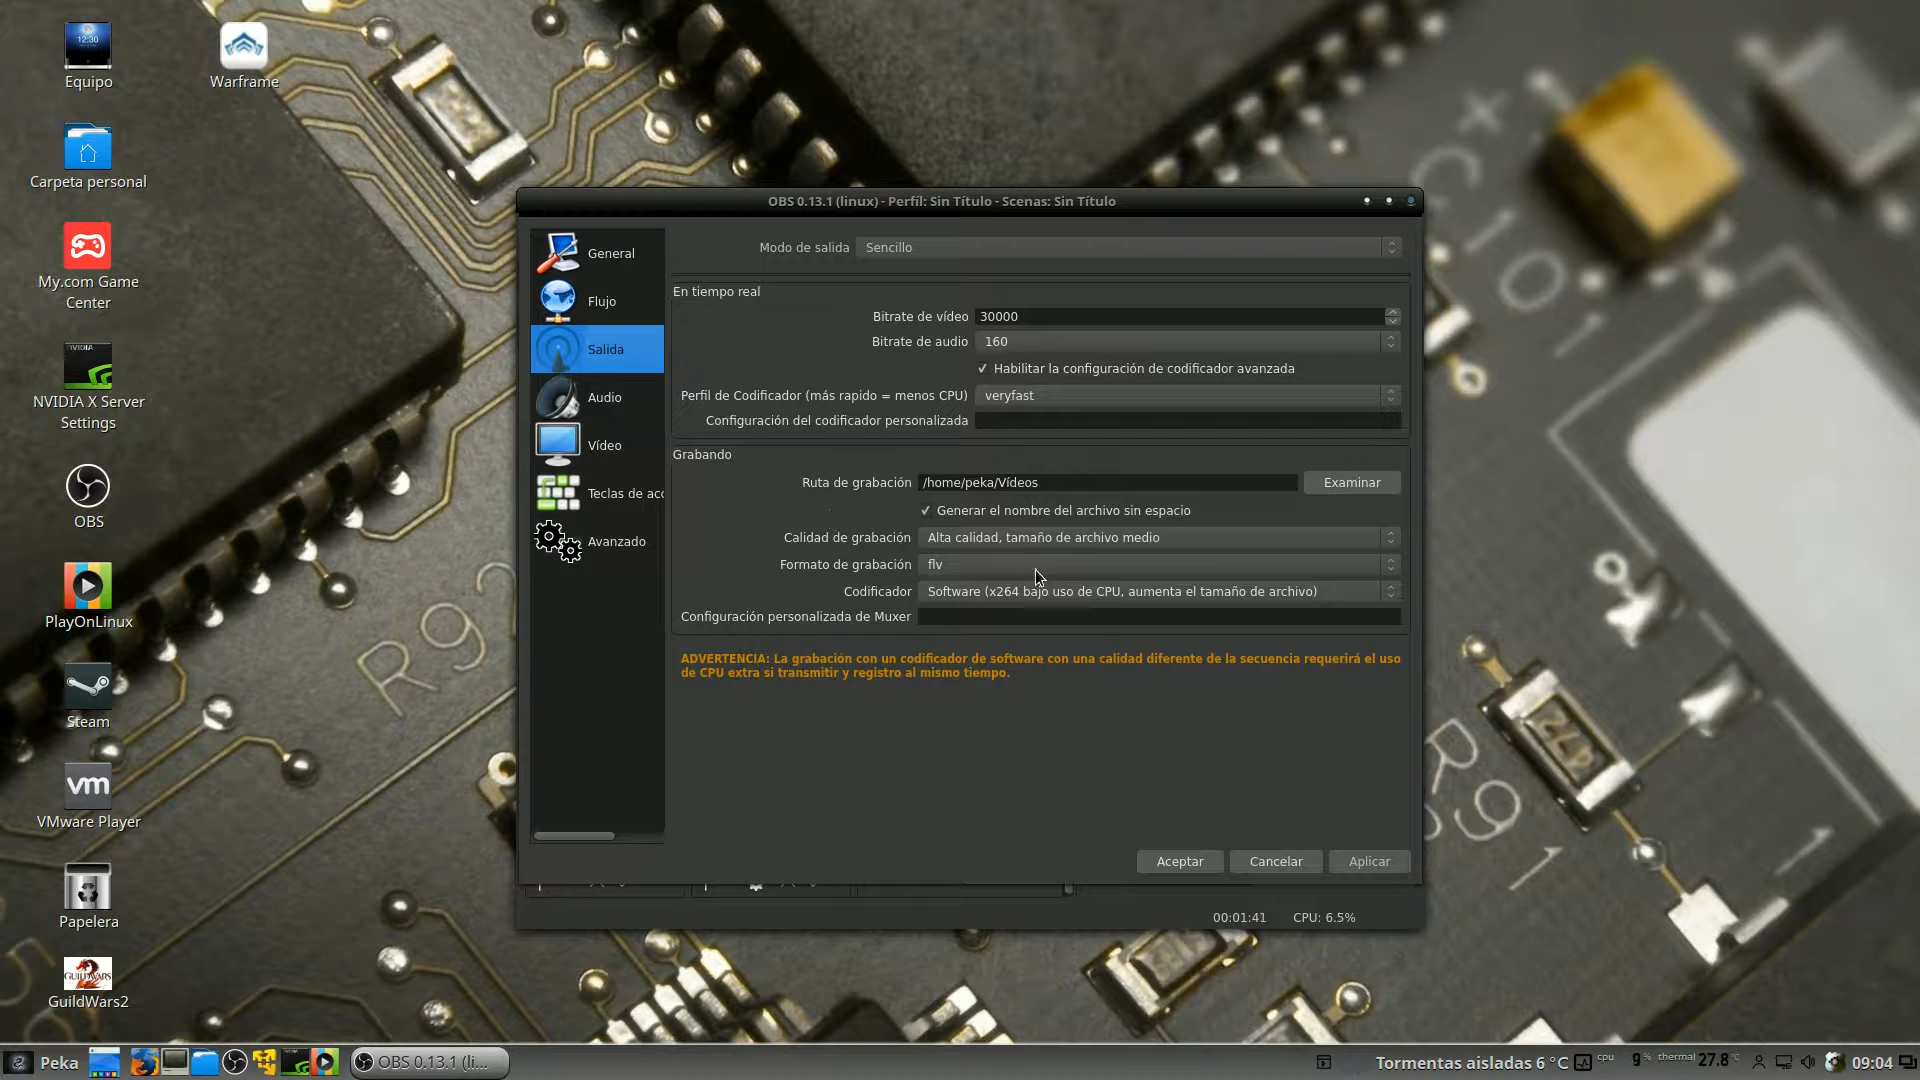 Equipo
Warframe
Carpeta personal
My.com Game
Center
NVIDIA X Server
Settings
OBS
PlayOnLinux
Steam
vm
VMware Player
Papelera
GuildWars2
OBS 0.13.1 (linux) - Perfíl: Sin Título - Scenas: Sin Título
General
Flujo
Salida
Audio
Vídeo
Teclas de acc
Avanzado
Modo de salida Sencillo
En tiempo real
Bitrate de vídeo 30000
Bitrate de audio 160
Habilitar la configuración de codificador avanzada
Perfil de Codificador (más rapido = menos CPU) veryfast
Configuración del codificador personalizada
Grabando
Ruta de grabación /home/peka/Vídeos Examinar
Generar el nombre del archivo sin espacio
Calidad de grabación Alta calidad, tamaño de archivo medio
Formato de grabación flv
Codificador Software (x264 bajo uso de CPU, aumenta el tamaño de archivo)
Configuración personalizada de Muxer
ADVERTENCIA: La grabación con un codificador de software con una calidad diferente de la secuencia requerirá el uso
de CPU extra si transmitir y registro al mismo tiempo.
Aceptar Cancelar Aplicar
00:01:41 CPU: 6.5%
Peka
OBS 0.13.1 (li...
Tormentas aisladas 6 °C cpu 9 % thermal 27.8 ° 09:04